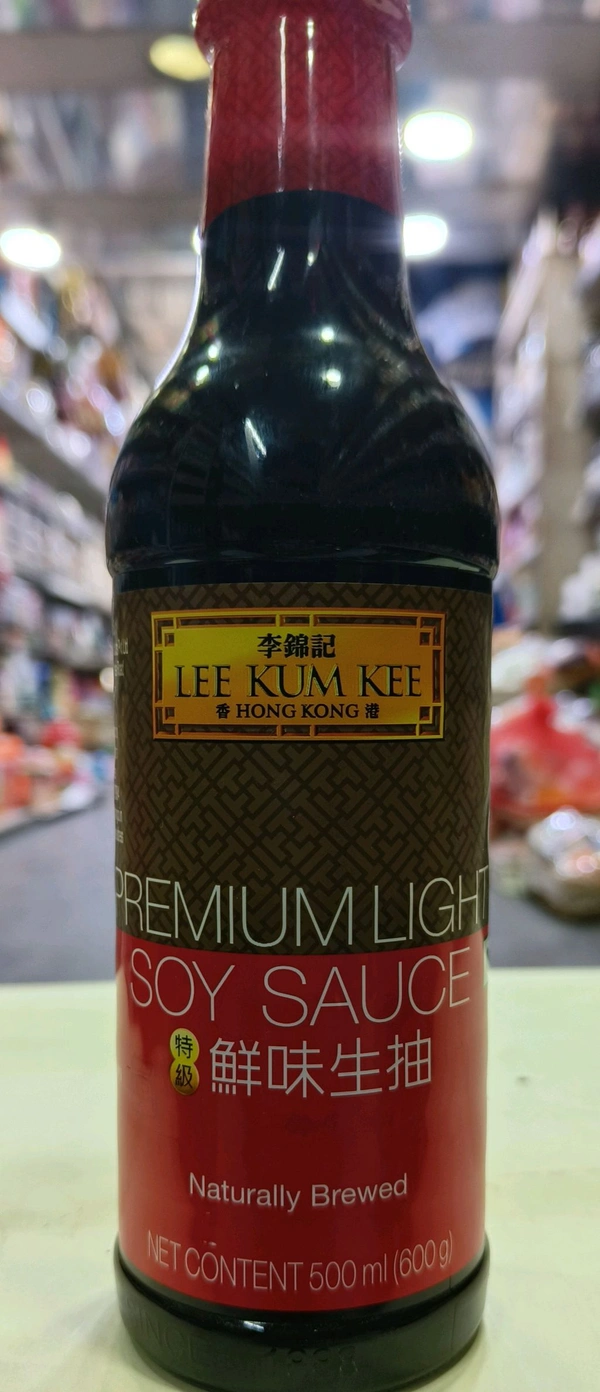 李錦記
LEE KUM KEE
香 HONG KONG 港
PREMIUM LIGHT
SOY SAUCE
特級 鮮味生抽
Naturally Brewed
NET CONTENT 500 ml (600 g)